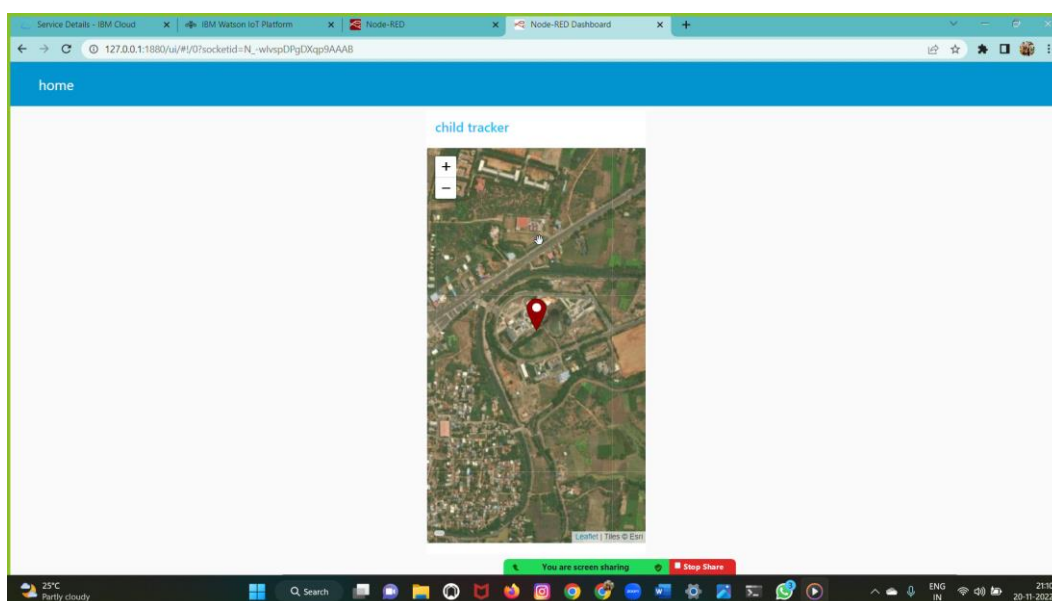 Service Details - IBM Cloud
IBM Watson IoT Platform
Node-RED
Node-RED Dashboard
127.0.0.1:1880/ui/#!/0?socketid=N_-wlvspDPgDXqp9AAAB
home
child tracker
+
−
Leaflet | Tiles © Esri
You are screen sharing
Stop Share
25°C
Partly cloudy
Search
3
ENG
IN
21:10
20-11-2022